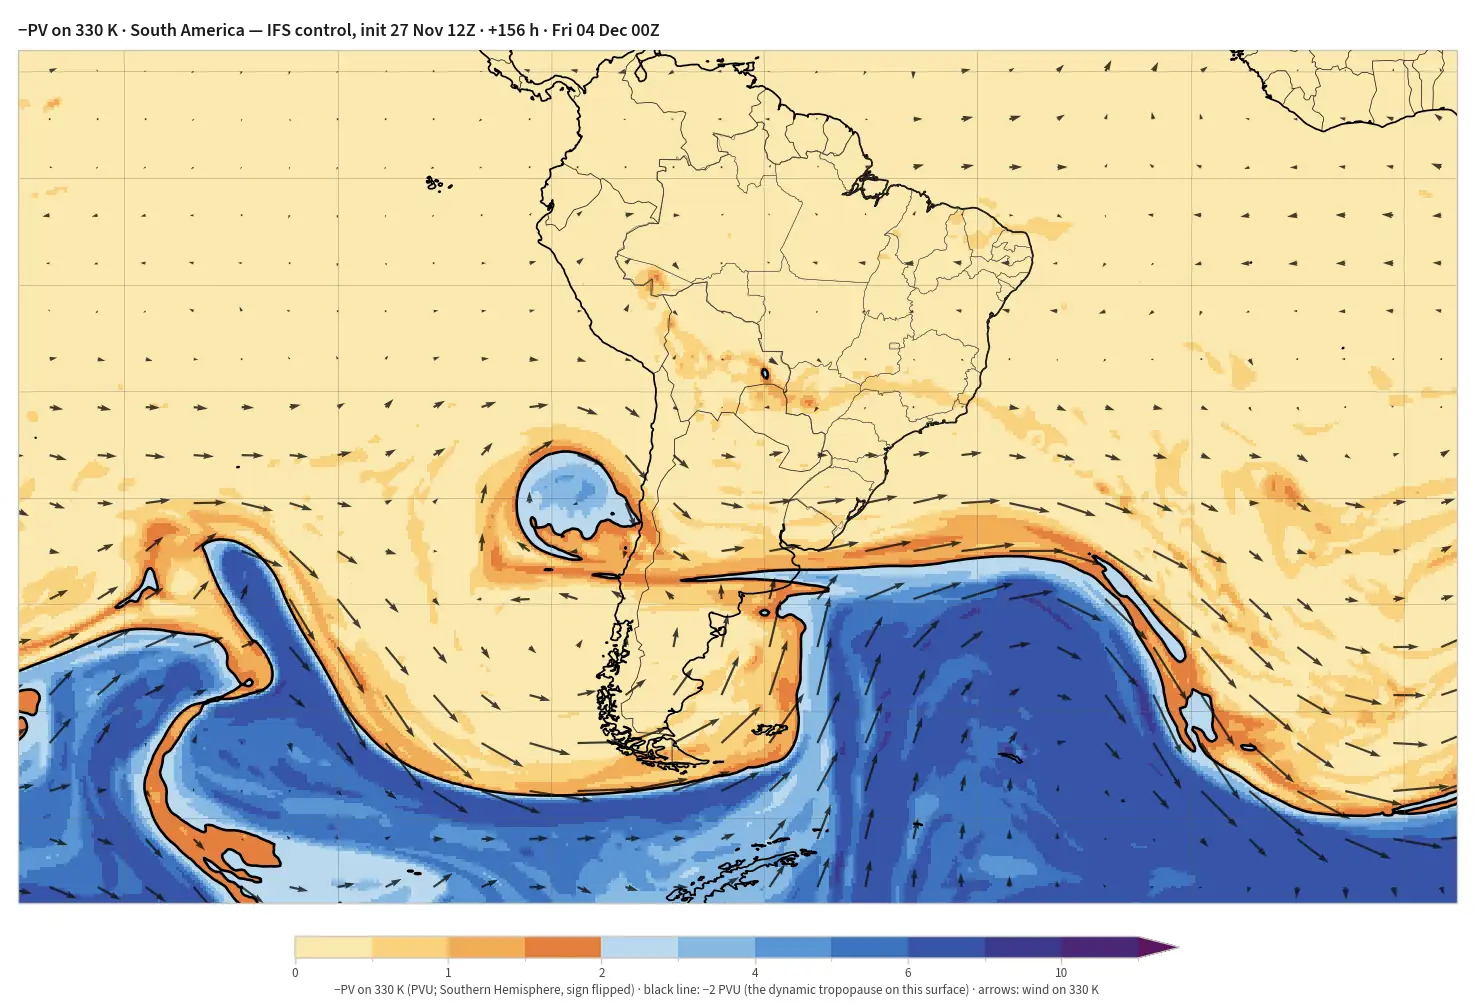 −PV on 330 K · South America — IFS control, init 27 Nov 12Z · +156 h · Fri 04 Dec 00Z
0 1 2 4 6 10
−PV on 330 K (PVU; Southern Hemisphere, sign flipped) · black line: −2 PVU (the dynamic tropopause on this surface) · arrows: wind on 330 K